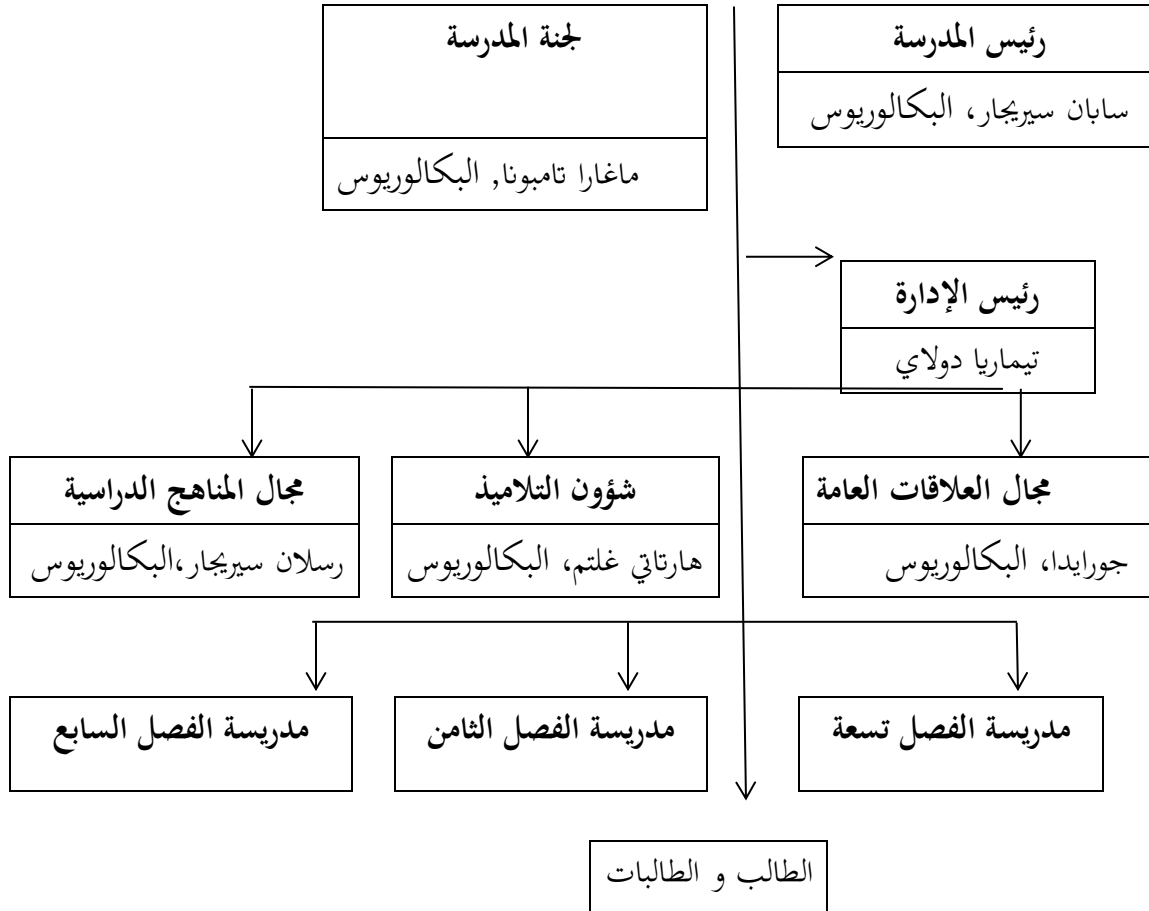 رئيس المدرسة
سابان سيريجار، البكالوريوس
لجنة المدرسة
ماغارا تامبونا, البكالوريوس
رئيس الإدارة
تيماريا دولاي
مجال العلاقات العامة
جورايدا، البكالوريوس
شؤون التلاميذ
هارتاتي غلتم، البكالوريوس
مجال المناهج الدراسية
رسلان سيريجار،البكالوريوس
مدريسة الفصل تسعة
مدريسة الفصل الثامن
مدريسة الفصل السابع
الطالب و الطالبات